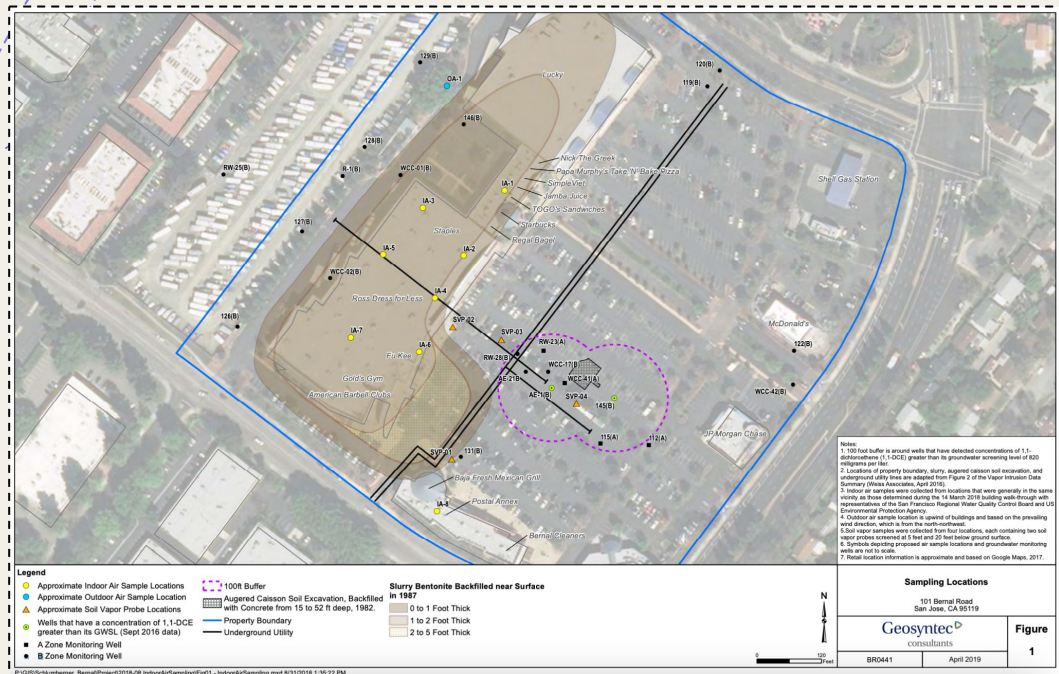 129(B)
OA-1
Lucky
120(B)
119(B)
146(B)
128(B)
R-1(B)
WCC-01(B)
RW-25(B)
Nick The Greek
Papa Murphy's Take 'N' Bake Pizza
SimpleViet
Jamba Juice
TOGO's Sandwiches
Starbucks
Regal Bagel
Shell Gas Station
IA-1
IA-3
Staples
127(B)
IA-5
IA-2
WCC-02(B)
IA-4
Ross Dress for Less
126(B)
SVP-02
SVP-03
IA-7
IA-6
Fu Kee
RW-23(A)
RW-28(B)
WCC-17(B)
AE-21B
WCC-41(A)
AE-1(B)
SVP-04
145(B)
McDonald's
122(B)
WCC-42(B)
Gold's Gym
American Barbell Clubs
115(A)
112(A)
JP Morgan Chase
SVP-01
131(B)
Baja Fresh Mexican Grill
IA-8
Postal Annex
Bernal Cleaners
Notes:
1. 100 foot buffer is around wells that have detected concentrations of 1,1-
dichloroethene (1,1-DCE) greater than its groundwater screening level of 820
milligrams per liter.
2. Locations of property boundary, slurry, augered caisson soil excavation, and
underground utility lines are adapted from Figure 2 of the Vapor Intrusion Data
Summary (Weiss Associates, April 2016).
3. Indoor air samples were collected from locations that were generally in the same
vicinity as those determined during the 14 March 2018 building walk-through with
representatives of the San Francisco Regional Water Quality Control Board and US
Environmental Protection Agency.
4. Outdoor air sample location is upwind of buildings and based on the prevailing
wind direction, which is from the north-northwest.
5.Soil vapor samples were collected from four locations, each containing two soil
vapor probes screened at 5 feet and 20 feet below ground surface.
6. Symbols depicting proposed air sample locations and groundwater monitoring
wells are not to scale.
7. Retail location information is approximate and based on Google Maps, 2017.
Legend
Approximate Indoor Air Sample Locations
Approximate Outdoor Air Sample Location
Approximate Soil Vapor Probe Locations
Wells that have a concentration of 1,1-DCE
greater than its GWSL (Sept 2016 data)
A Zone Monitoring Well
B Zone Monitoring Well
100ft Buffer
Augered Caisson Soil Excavation, Backfilled
with Concrete from 15 to 52 ft deep, 1982.
Property Boundary
Underground Utility
Slurry Bentonite Backfilled near Surface
in 1987
0 to 1 Foot Thick
1 to 2 Foot Thick
2 to 5 Foot Thick
N
0 120
Feet
Sampling Locations
101 Bernal Road
San Jose, CA 95119
Geosyntec
consultants
Figure
1
BR0441
April 2019
P:\GIS\Schlumberger_Bernal\Project\2018-08 IndoorAirSampling\Fig01 - IndoorAirSampling.mxd 8/31/2018 1:35:22 PM